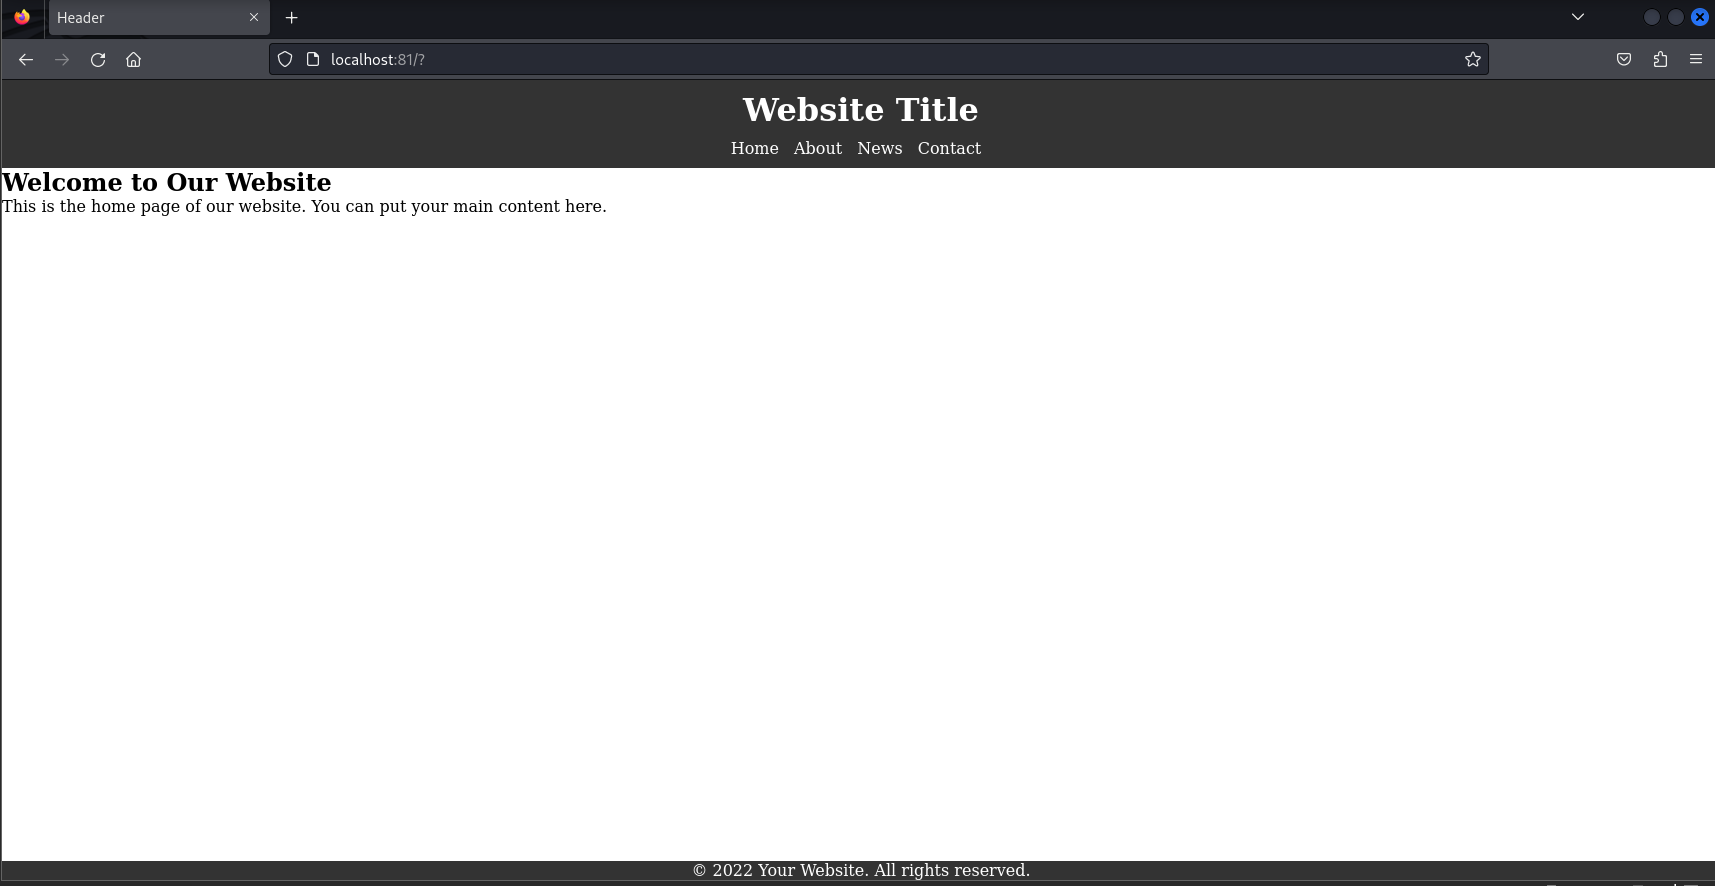 Header
localhost:81/?
Website Title
Home About News Contact
Welcome to Our Website
This is the home page of our website. You can put your main content here.
© 2022 Your Website. All rights reserved.